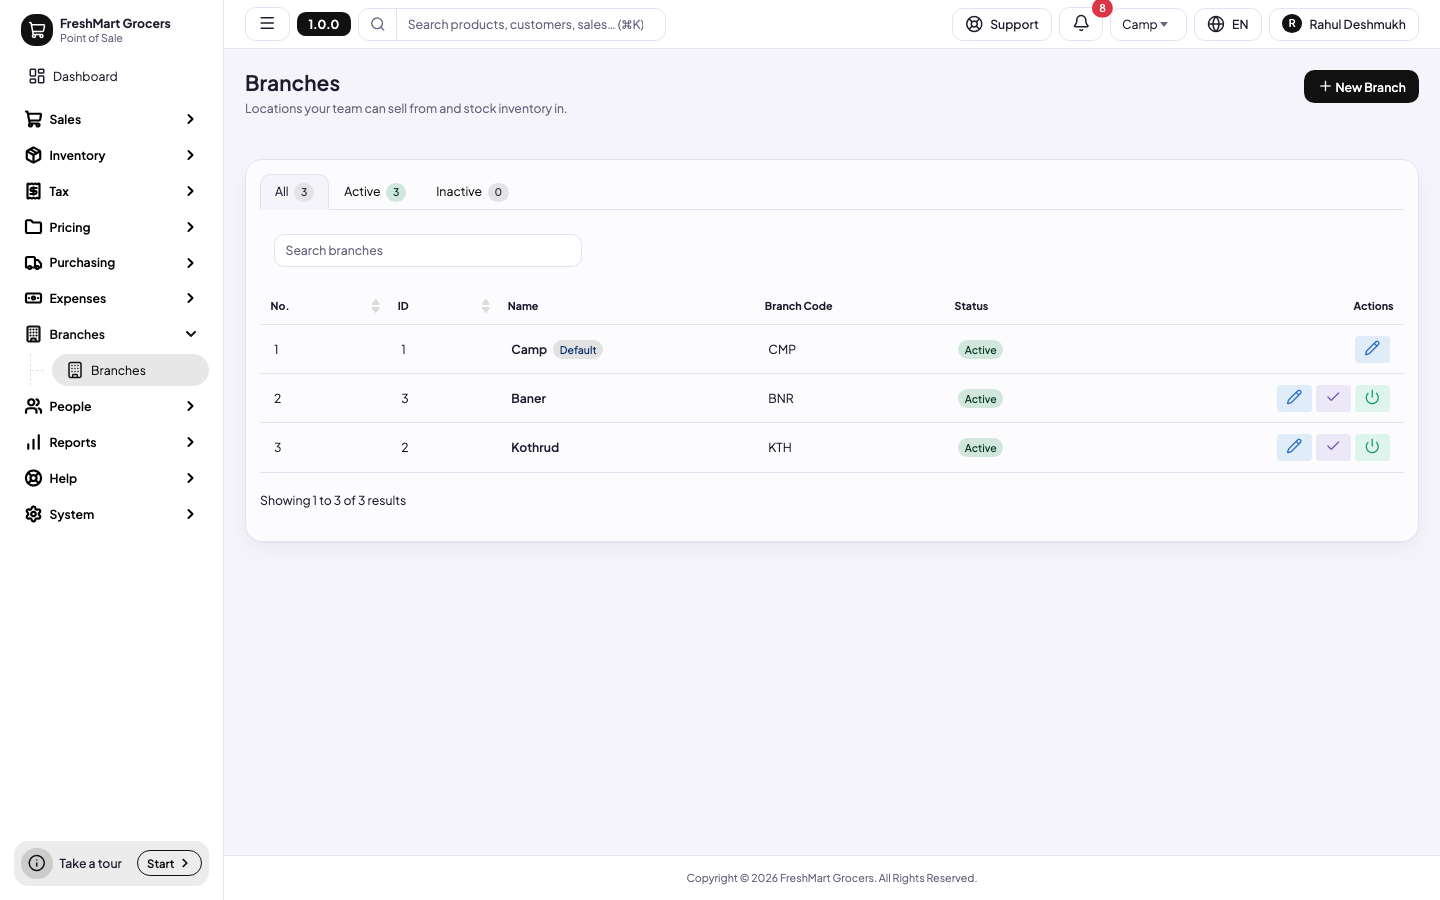 FreshMart Grocers
Point of Sale
Dashboard
Sales
Inventory
Tax
Pricing
Purchasing
Expenses
Branches
Branches
People
Reports
Help
System
Take a tour
Start
1.0.0
Search products, customers, sales... (⌘K)
Support
8
Camp
EN
R
Rahul Deshmukh
Branches
Locations your team can sell from and stock inventory in.
New Branch
All 3
Active 3
Inactive 0
Search branches
No. ID Name Branch Code Status Actions
1 1 Camp Default CMP Active
2 3 Baner BNR Active
3 2 Kothrud KTH Active
Showing 1 to 3 of 3 results
Copyright © 2026 FreshMart Grocers. All Rights Reserved.